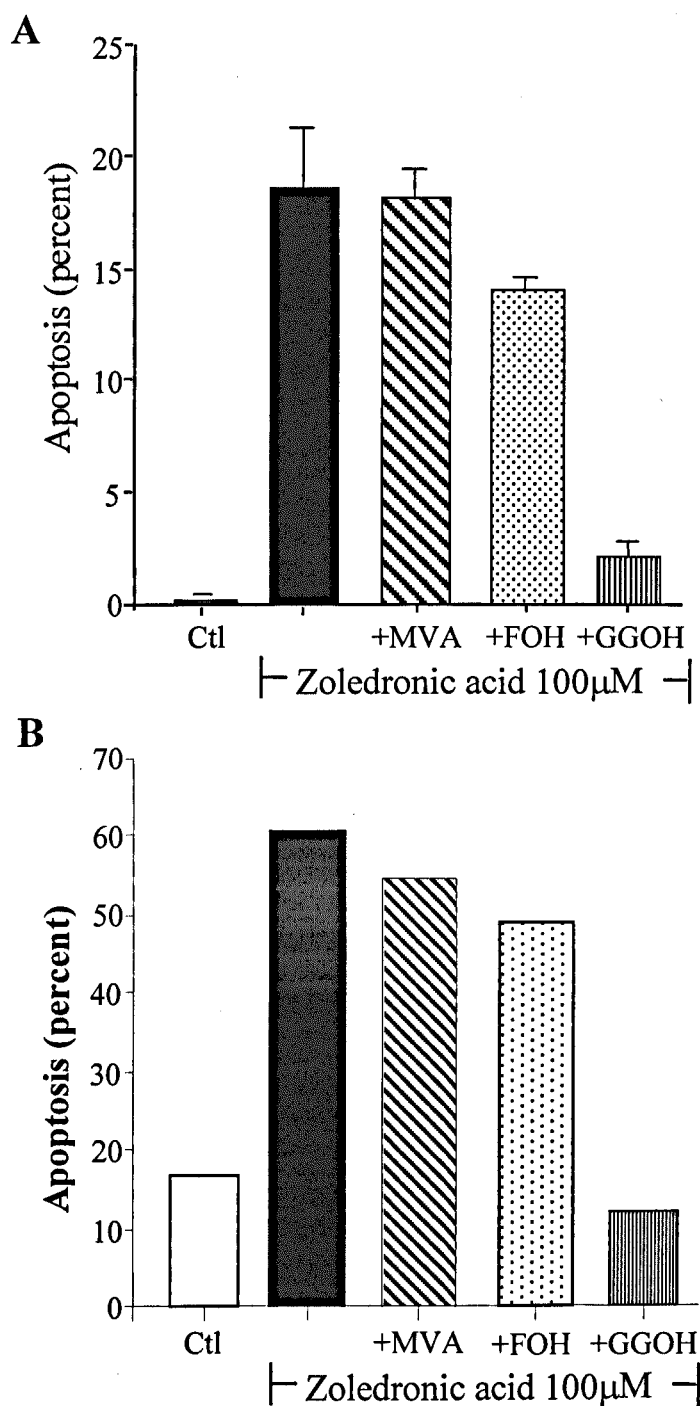 A
25
20
15
10
5
0
Apoptosis (percent)
Ctl - +MVA +FOH +GGOH
Zoledronic acid 100μM
B
70
60
50
40
30
20
10
0
Apoptosis (percent)
Ctl - +MVA +FOH +GGOH
Zoledronic acid 100μM